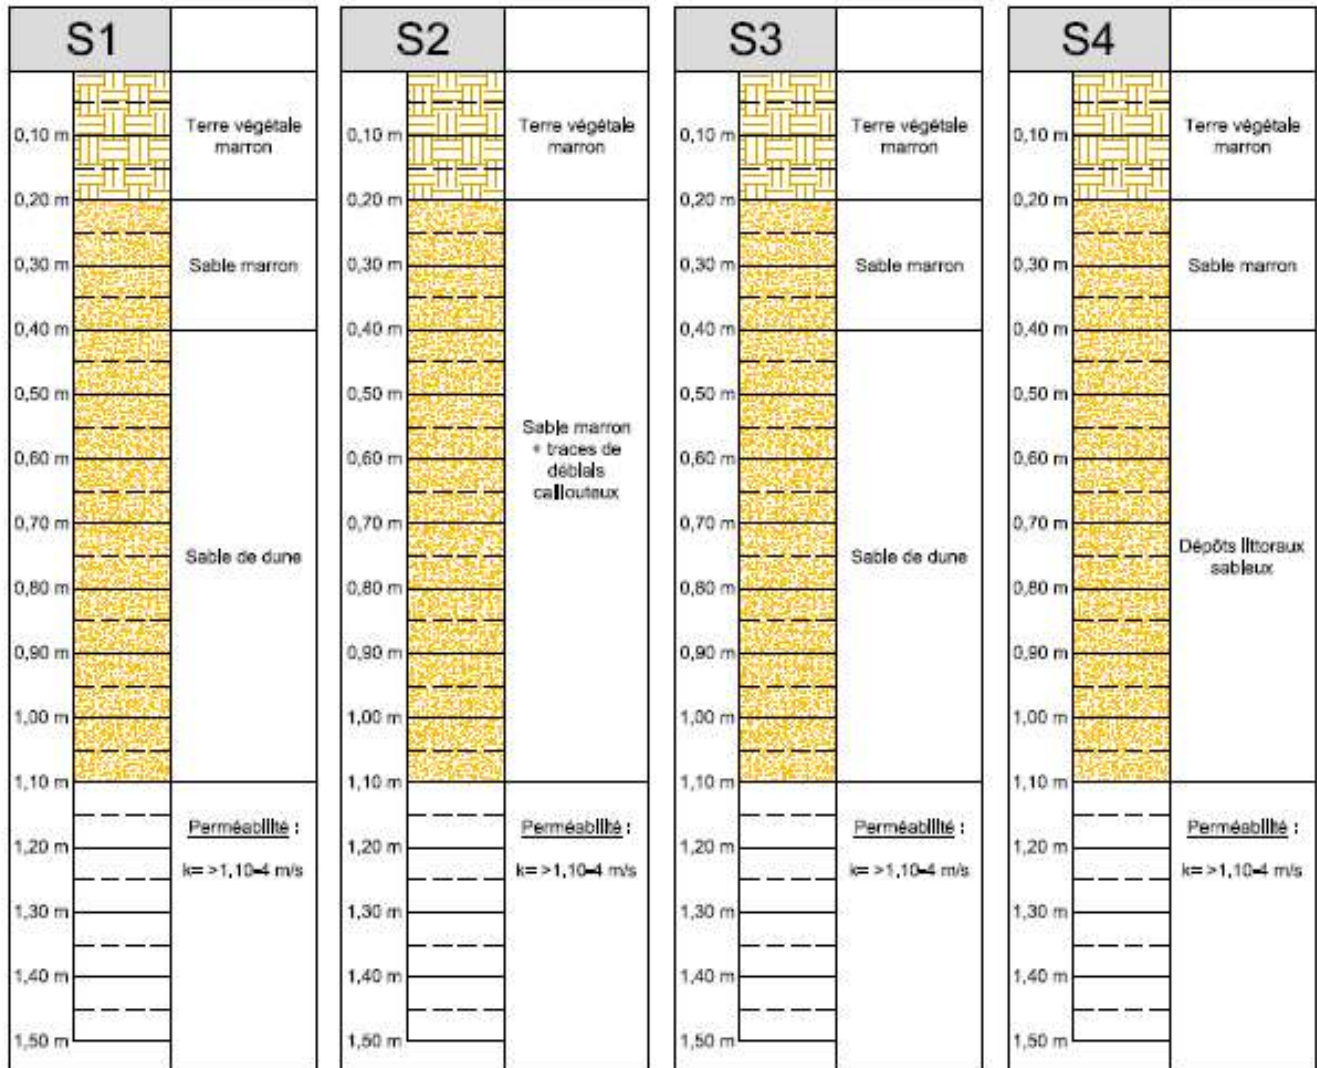 S1
0,10 m
Terre végétale
marron
0,20 m
0,30 m
Sable marron
0,40 m
0,50 m
0,60 m
0,70 m
Sable de dune
0,80 m
0,90 m
1,00 m
1,10 m
Perméabilité :
1,20 m
k= >1,10-4 m/s
1,30 m
1,40 m
1,50 m
S2
0,10 m
Terre végétale
marron
0,20 m
0,30 m
0,40 m
0,50 m
Sable marron
+ traces de
0,60 m
déblais
caillouteux
0,70 m
0,80 m
0,90 m
1,00 m
1,10 m
Perméabilité :
1,20 m
k= >1,10-4 m/s
1,30 m
1,40 m
1,50 m
S3
0,10 m
Terre végétale
marron
0,20 m
0,30 m
Sable marron
0,40 m
0,50 m
0,60 m
0,70 m
Sable de dune
0,80 m
0,90 m
1,00 m
1,10 m
Perméabilité :
1,20 m
k= >1,10-4 m/s
1,30 m
1,40 m
1,50 m
S4
0,10 m
Terre végétale
marron
0,20 m
0,30 m
Sable marron
0,40 m
0,50 m
0,60 m
0,70 m
Dépôts littoraux
sableux
0,80 m
0,90 m
1,00 m
1,10 m
Perméabilité :
1,20 m
k= >1,10-4 m/s
1,30 m
1,40 m
1,50 m